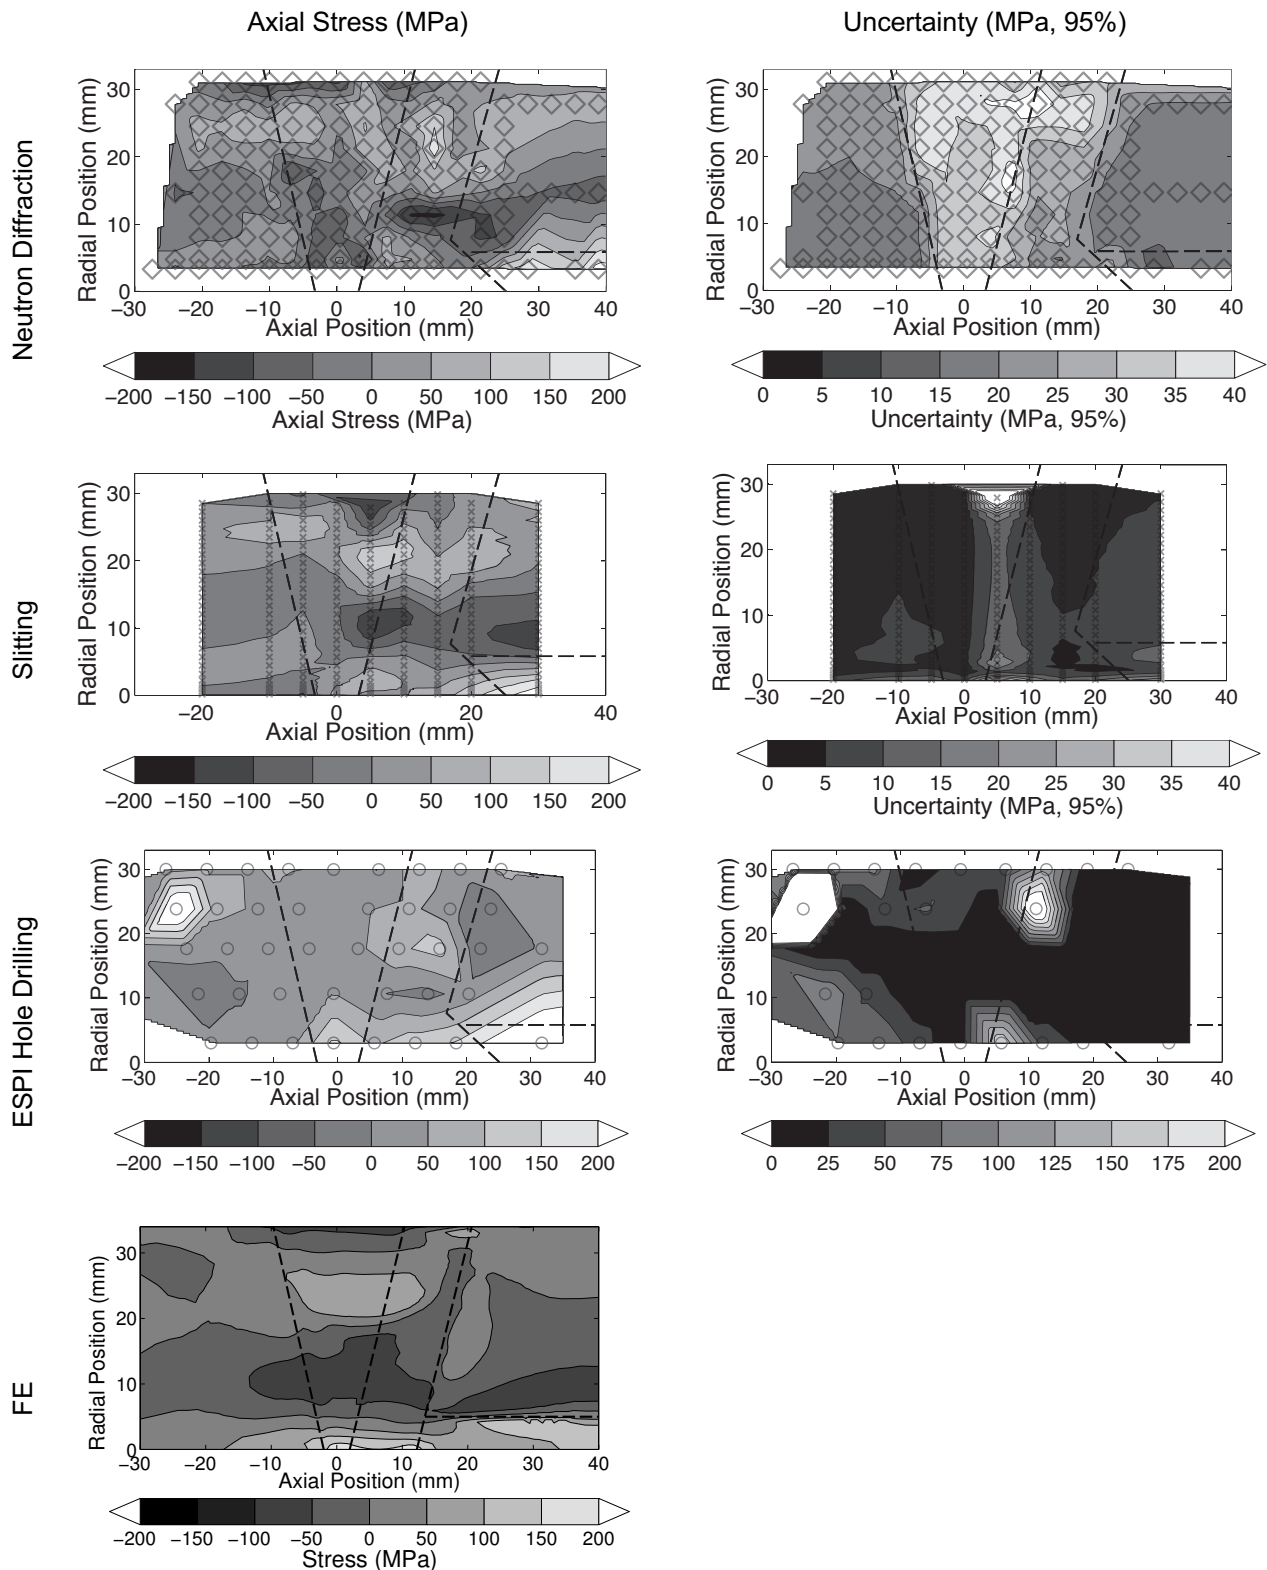 Axial Stress (MPa)
Uncertainty (MPa, 95%)
Neutron Diffraction
Radial Position (mm)
30
20
10
0
−30 −20 −10 0 10 20 30 40
Axial Position (mm)
−200 −150 −100 −50 0 50 100 150 200
Axial Stress (MPa)
Radial Position (mm)
30
20
10
0
−30 −20 −10 0 10 20 30 40
Axial Position (mm)
0 5 10 15 20 25 30 35 40
Uncertainty (MPa, 95%)
Slitting
Radial Position (mm)
30
20
10
0
−20 0 20 40
Axial Position (mm)
−200 −150 −100 −50 0 50 100 150 200
Radial Position (mm)
30
20
10
0
−30 −20 −10 0 10 20 30 40
Axial Position (mm)
0 5 10 15 20 25 30 35 40
Uncertainty (MPa, 95%)
ESPI Hole Drilling
Radial Position (mm)
30
20
10
0
−30 −20 −10 0 10 20 30 40
Axial Position (mm)
−200 −150 −100 −50 0 50 100 150 200
Radial Position (mm)
30
20
10
0
−30 −20 −10 0 10 20 30 40
Axial Position (mm)
0 25 50 75 100 125 150 175 200
FE
Radial Position (mm)
30
20
10
0
−30 −20 −10 0 10 20 30 40
Axial Position (mm)
−200 −150 −100 −50 0 50 100 150 200
Stress (MPa)